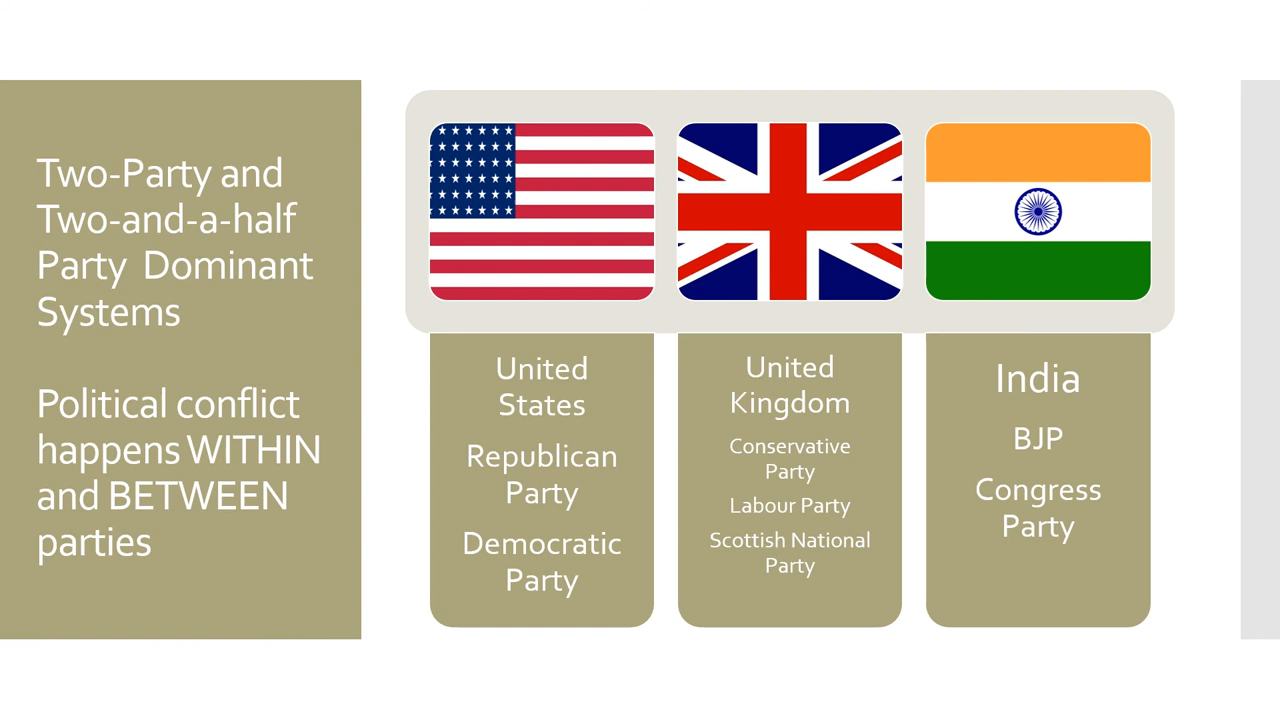 Two-Party and
Two-and-a-half
Party Dominant
Systems
Political conflict
happens WITHIN
and BETWEEN
parties
United
States
Republican
Party
Democratic
Party
United
Kingdom
Conservative
Party
Labour Party
Scottish National
Party
India
BJP
Congress
Party